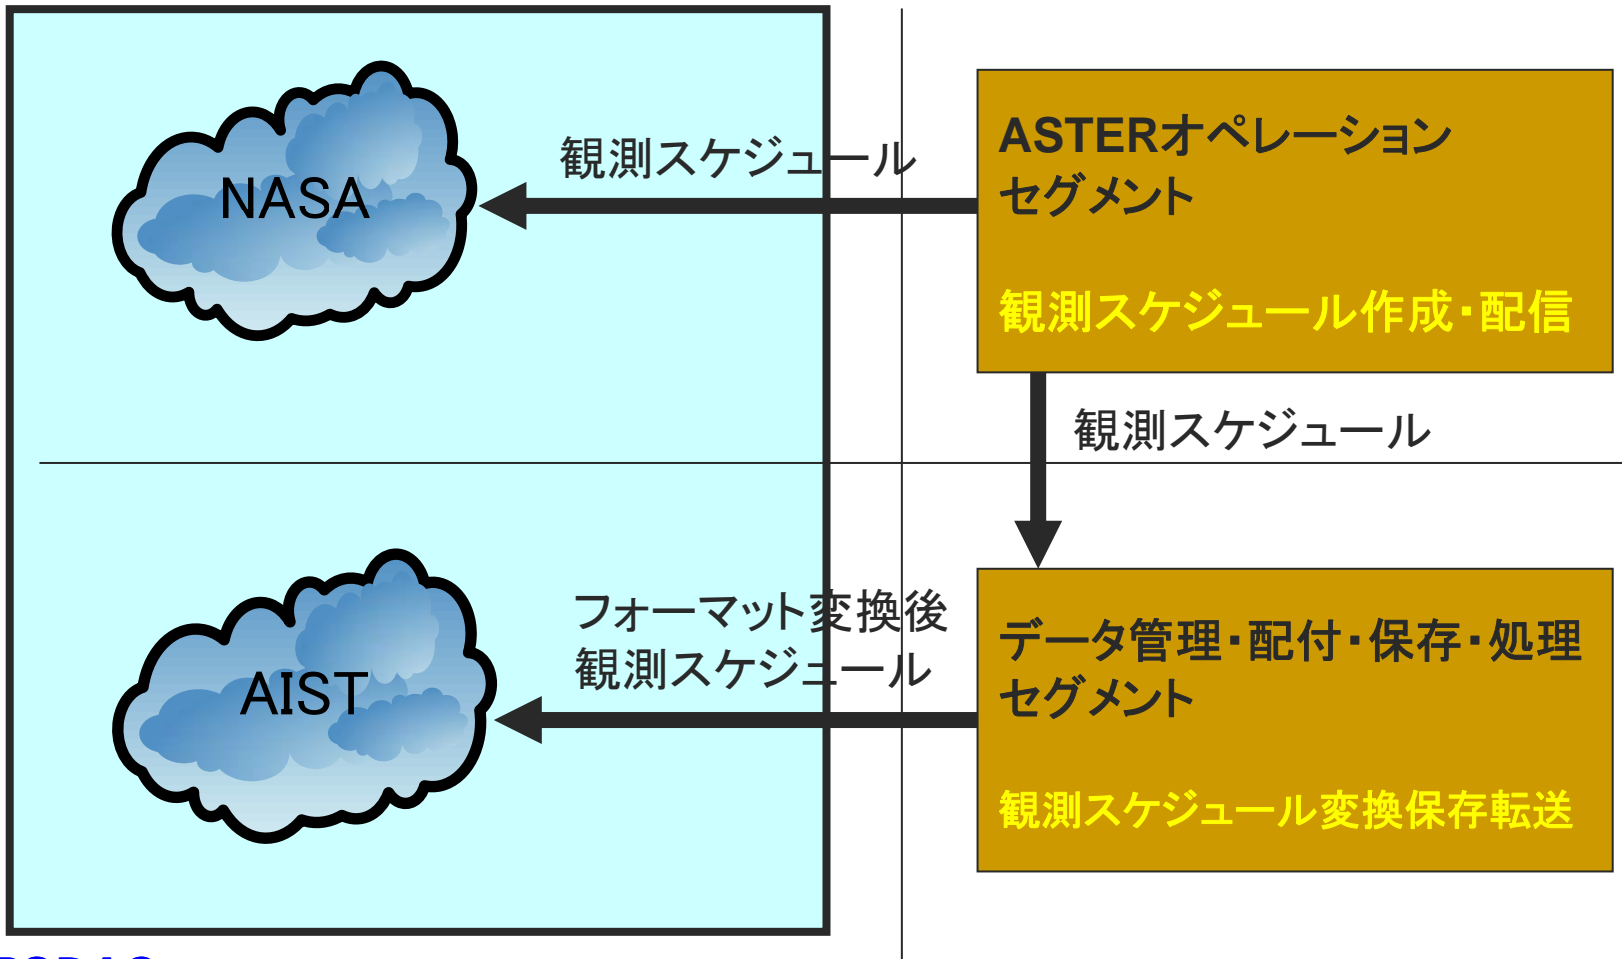 NASA
観測スケジュール
ASTERオペレーション
セグメント
観測スケジュール作成・配信
観測スケジュール
AIST
フォーマット変換後
観測スケジュール
データ管理・配付・保存・処理
セグメント
観測スケジュール変換保存転送